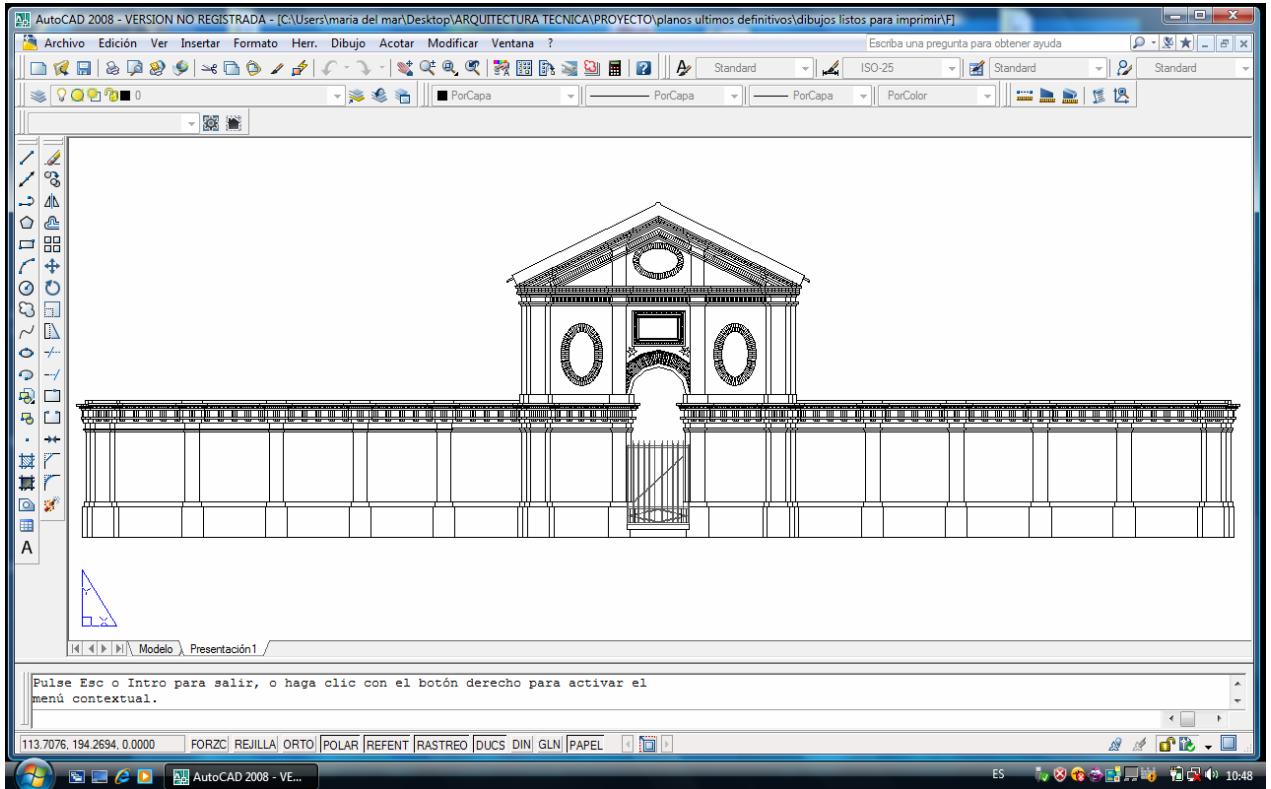 AutoCAD 2008 - VERSION NO REGISTRADA - [C:\Users\maria del mar\Desktop\ARQUITECTURA TECNICA\PROYECTO\planos ultimos definitivos\dibujos listos para imprimir\F]
Archivo Edición Ver Insertar Formato Herr. Dibujo Acotar Modificar Ventana ? Escriba una pregunta para obtener ayuda
Standard ISO-25 Standard Standard
0 PorCapa PorCapa PorCapa PorColor
A
Y
X
Modelo Presentación1
Pulse Esc o Intro para salir, o haga clic con el botón derecho para activar el
menú contextual.
113.7076, 194.2694, 0.0000 FORZC REJILLA ORTO POLAR REFENT RASTREO DUCS DIN GLN PAPEL
AutoCAD 2008 - VE... ES 10:48